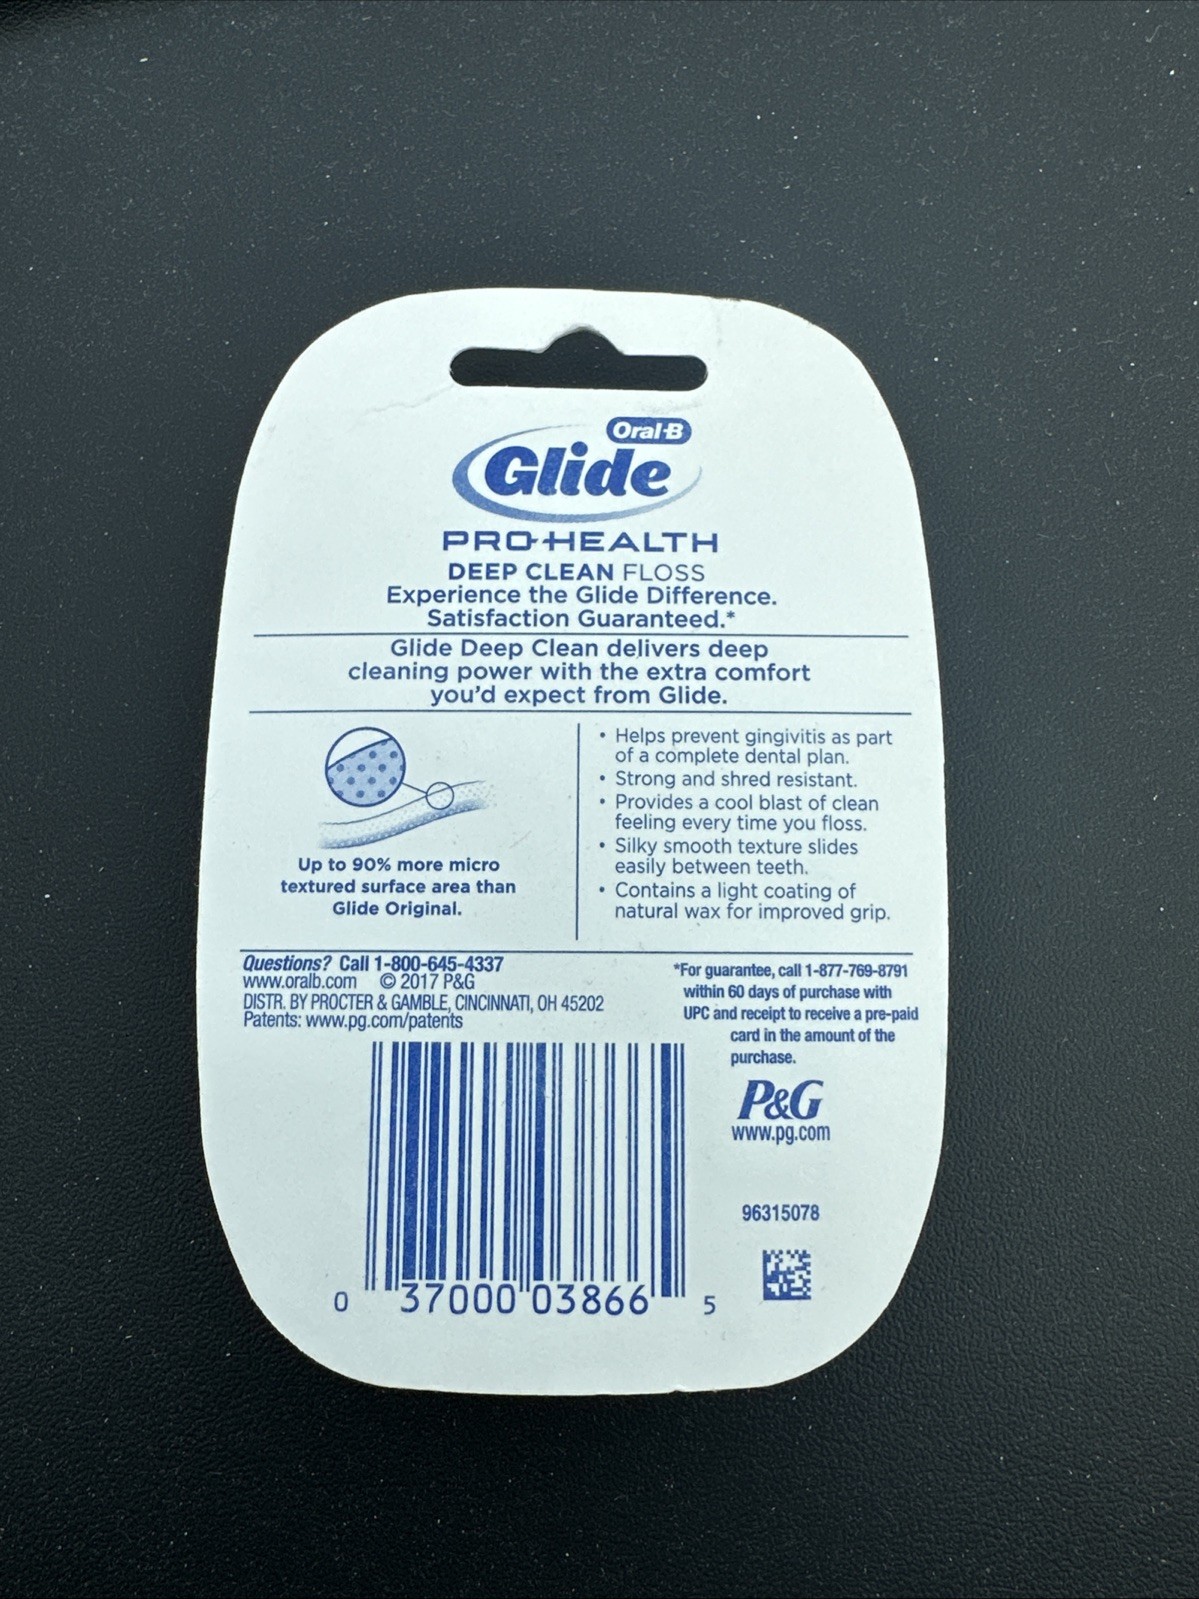 Oral-B
Glide
PRO-HEALTH
DEEP CLEAN FLOSS
Experience the Glide Difference.
Satisfaction Guaranteed.*
Glide Deep Clean delivers deep
cleaning power with the extra comfort
you'd expect from Glide.
Up to 90% more micro
textured surface area than
Glide Original.
• Helps prevent gingivitis as part
of a complete dental plan.
• Strong and shred resistant.
• Provides a cool blast of clean
feeling every time you floss.
• Silky smooth texture slides
easily between teeth.
• Contains a light coating of
natural wax for improved grip.
Questions? Call 1-800-645-4337
www.oralb.com © 2017 P&G
DISTR. BY PROCTER & GAMBLE, CINCINNATI, OH 45202
Patents: www.pg.com/patents
*For guarantee, call 1-877-769-8791
within 60 days of purchase with
UPC and receipt to receive a pre-paid
card in the amount of the
purchase.
P&G
www.pg.com
96315078
0 37000 03866 5